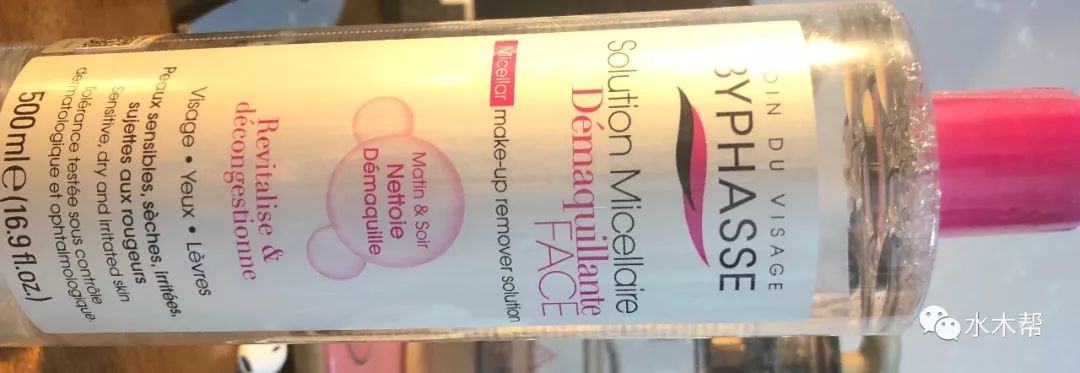 OIN DU VISAGE
BYPHASSE
Solution Micellaire
Démaquillante
FACE
Micellar make-up remover solution
Matin & Soir
Nettoie
Démaquille
Revitalise &
décongestionne
Visage • Yeux • Lèvres
Peaux sensibles, sèches, irritées,
sujettes aux rougeurs
Sensitive, dry and irritated skin
Tolérance testée sous contrôle
dermatologique et ophtalmologique.
500ml e (16.9 fl.oz.)
水木帮